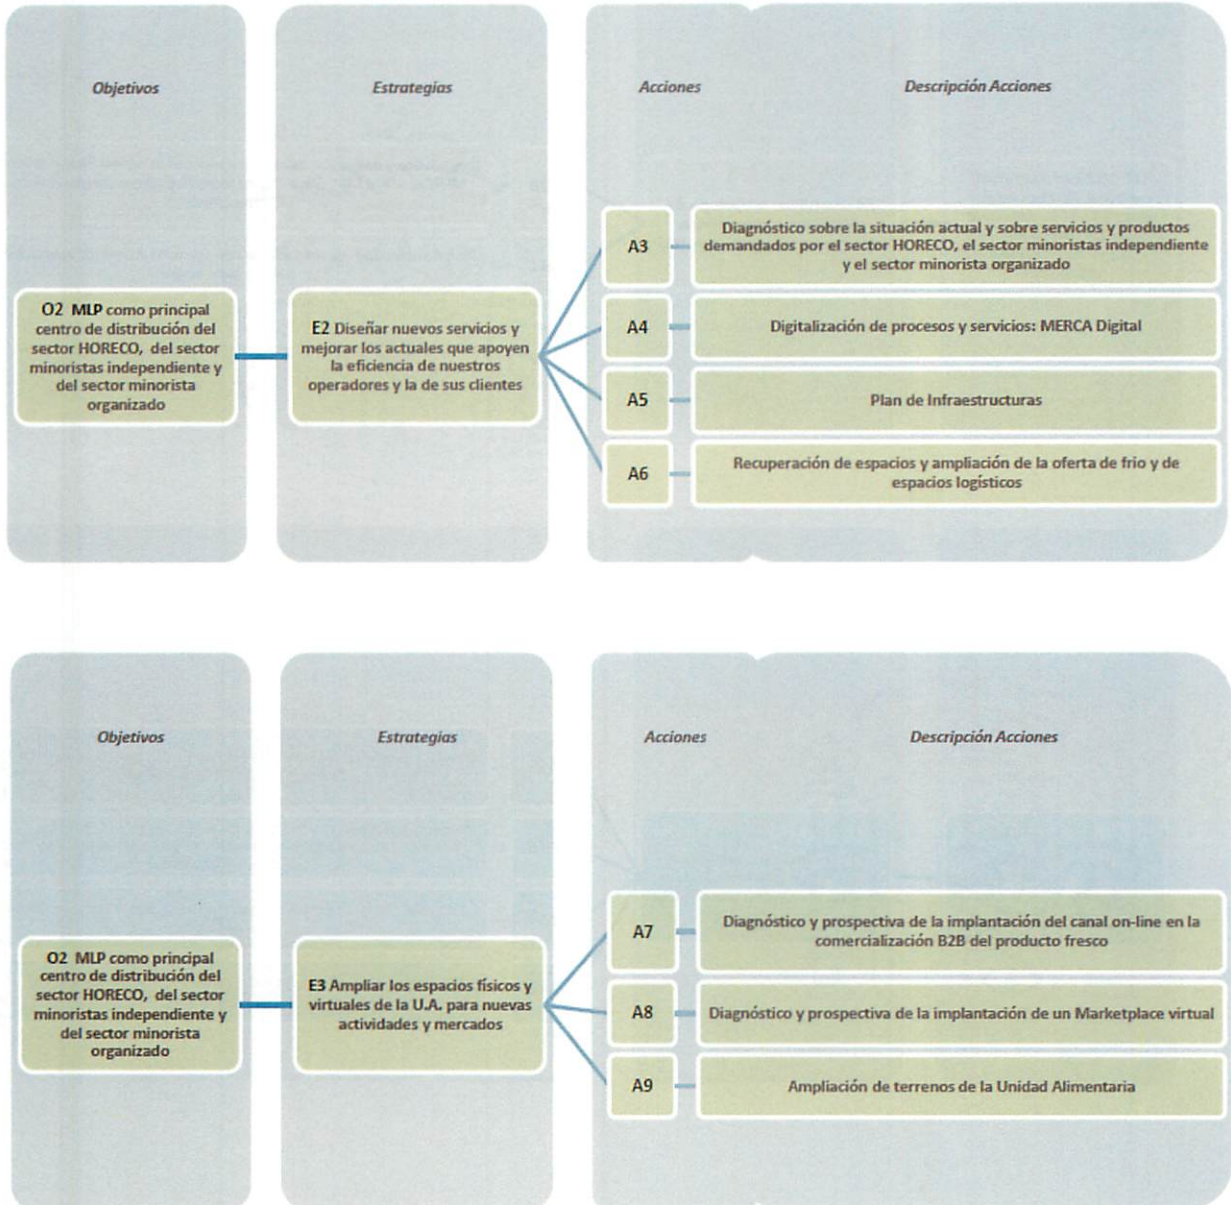 Objetivos
Estrategias
Acciones
Descripción Acciones
O2 MLP como principal
centro de distribución del
sector HORECO, del sector
minoristas independiente y
del sector minorista
organizado
E2 Diseñar nuevos servicios y
mejorar los actuales que apoyen
la eficiencia de nuestros
operadores y la de sus clientes
A3
Diagnóstico sobre la situación actual y sobre servicios y productos
demandados por el sector HORECO, el sector minoristas independiente
y el sector minorista organizado
A4
Digitalización de procesos y servicios: MERCA Digital
A5
Plan de Infraestructuras
A6
Recuperación de espacios y ampliación de la oferta de frio y de
espacios logísticos
Objetivos
Estrategias
Acciones
Descripción Acciones
O2 MLP como principal
centro de distribución del
sector HORECO, del sector
minoristas independiente y
del sector minorista
organizado
E3 Ampliar los espacios físicos y
virtuales de la U.A. para nuevas
actividades y mercados
A7
Diagnóstico y prospectiva de la implantación del canal on-line en la
comercialización B2B del producto fresco
A8
Diagnóstico y prospectiva de la implantación de un Marketplace virtual
A9
Ampliación de terrenos de la Unidad Alimentaria